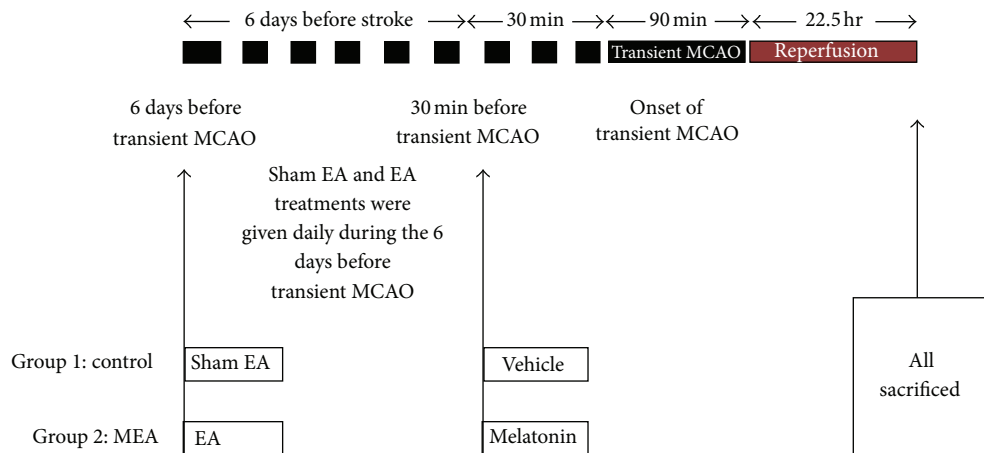 6 days before stroke
30 min
90 min
22.5 hr
Transient MCAO
Reperfusion
6 days before
transient MCAO
30 min before
transient MCAO
Onset of
transient MCAO
Sham EA and EA
treatments were
given daily during the 6
days before
transient MCAO
Group 1: control
Sham EA
Vehicle
All
sacrificed
Group 2: MEA
EA
Melatonin